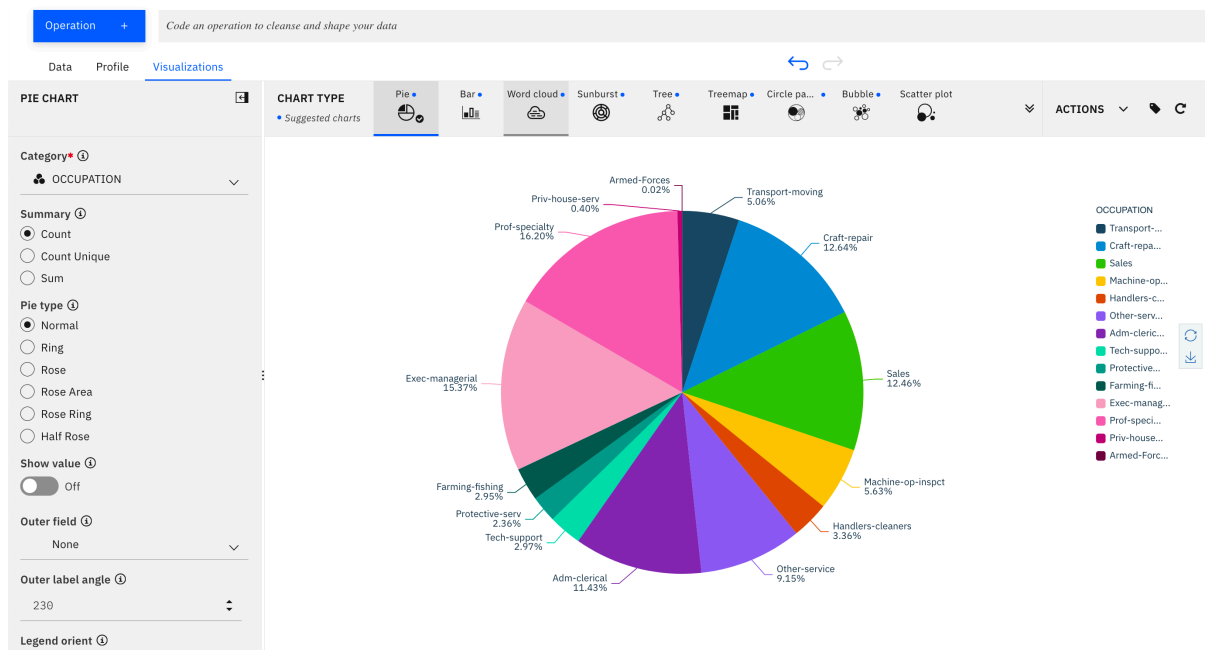 Operation +
Code an operation to cleanse and shape your data
Data Profile Visualizations
PIE CHART
Category*
OCCUPATION
Summary
Count
Count Unique
Sum
Pie type
Normal
Ring
Rose
Rose Area
Rose Ring
Half Rose
Show value
Off
Outer field
None
Outer label angle
230
Legend orient
CHART TYPE
Suggested charts
Pie
Bar
Word cloud
Sunburst
Tree
Treemap
Circle pa...
Bubble
Scatter plot
ACTIONS
Armed-Forces
0.02%
Priv-house-serv
0.40%
Prof-specialty
16.20%
Exec-managerial
15.37%
Farming-fishing
2.95%
Protective-serv
2.36%
Tech-support
2.97%
Adm-clerical
11.43%
Transport-moving
5.06%
Craft-repair
12.64%
Sales
12.46%
Machine-op-inspct
5.63%
Handlers-cleaners
3.36%
Other-service
9.15%
OCCUPATION
Transport-...
Craft-repa...
Sales
Machine-op...
Handlers-c...
Other-serv...
Adm-cleric...
Tech-suppo...
Protective...
Farming-fi...
Exec-manag...
Prof-speci...
Priv-house...
Armed-Forc...